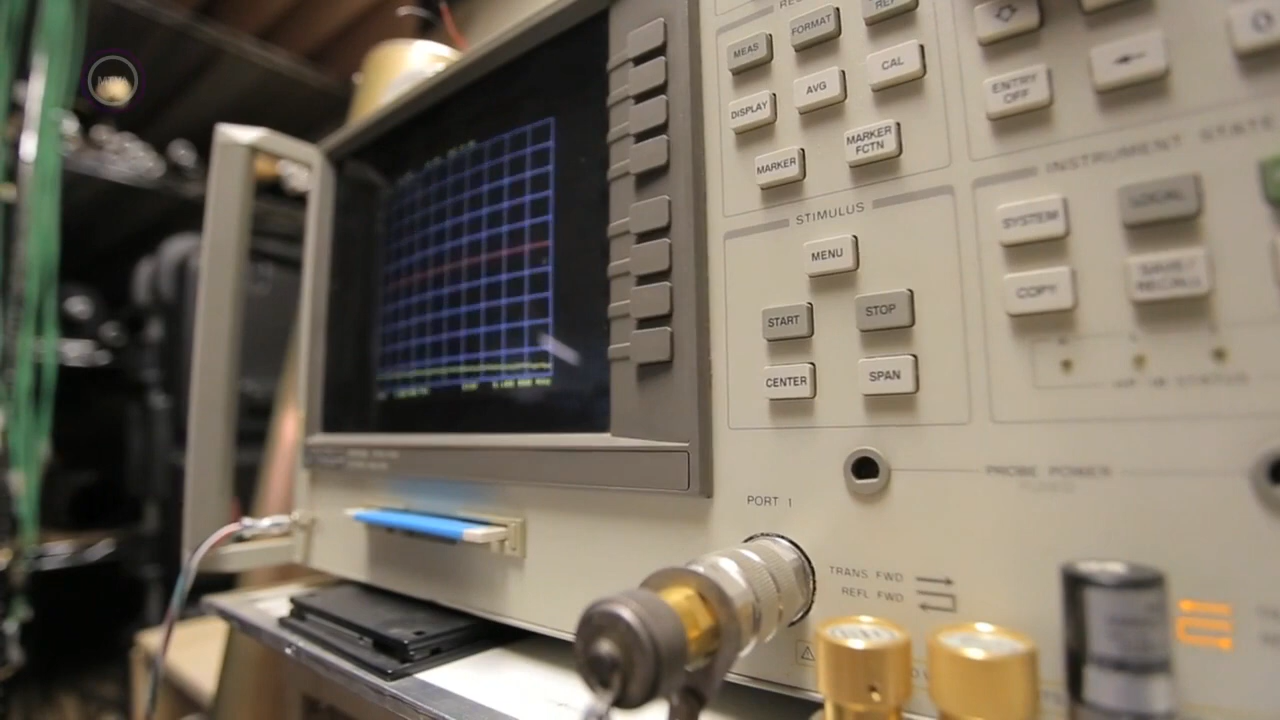 FORMAT
MEAS
CAL
AVG
DISPLAY
MARKER
FCTN
MARKER
ENTRY
OFF
INSTRUMENT STATE
STIMULUS
MENU
SYSTEM
LOCAL
START
STOP
COPY
SAVE/
RECALL
CENTER
SPAN
PROBE POWER
PORT 1
TRANS FWD
REFL FWD